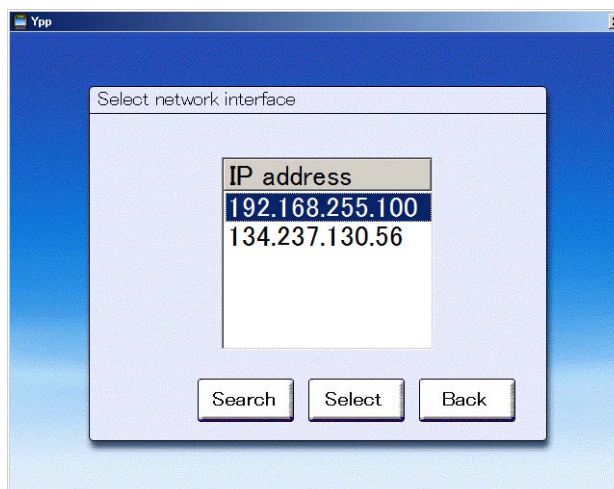 Ypp
Select network interface
IP address
192.168.255.100
134.237.130.56
Search Select Back